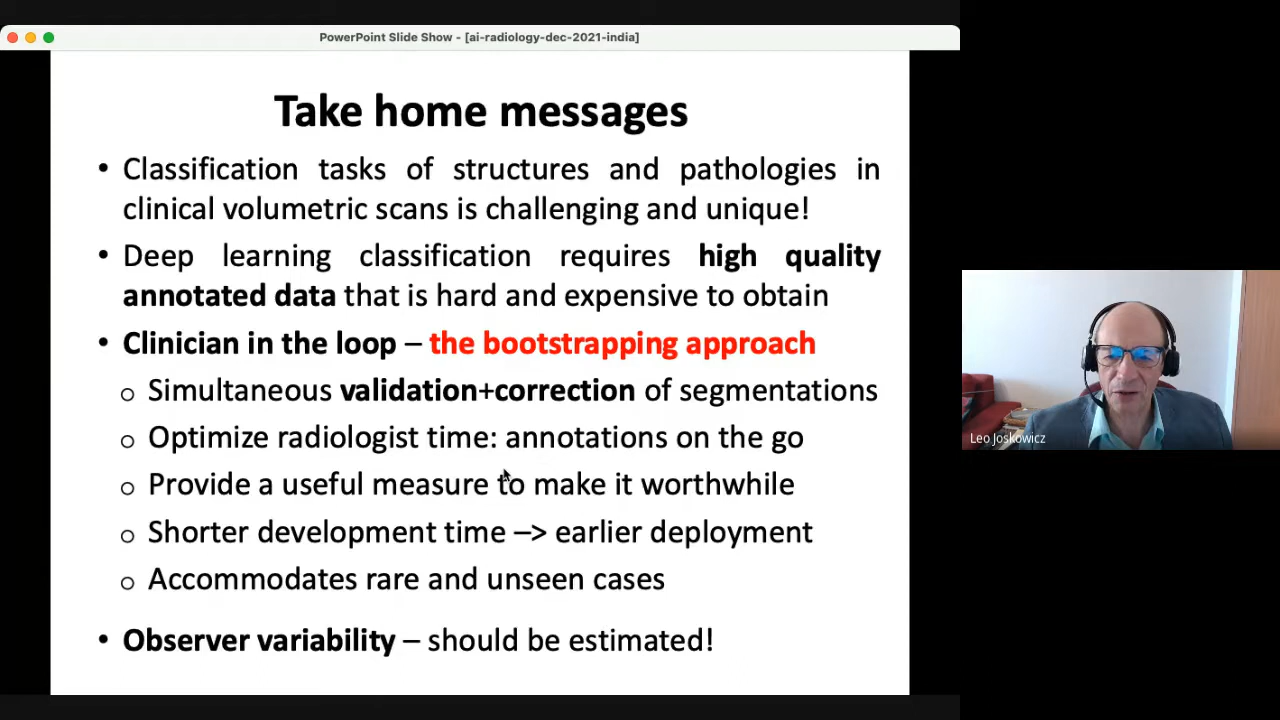 PowerPoint Slide Show - [ai-radiology-dec-2021-india]
Take home messages
• Classification tasks of structures and pathologies in
clinical volumetric scans is challenging and unique!
• Deep learning classification requires high quality
annotated data that is hard and expensive to obtain
• Clinician in the loop – the bootstrapping approach
o Simultaneous validation+correction of segmentations
o Optimize radiologist time: annotations on the go
o Provide a useful measure to make it worthwhile
o Shorter development time –> earlier deployment
o Accommodates rare and unseen cases
• Observer variability – should be estimated!
Leo Joskowicz